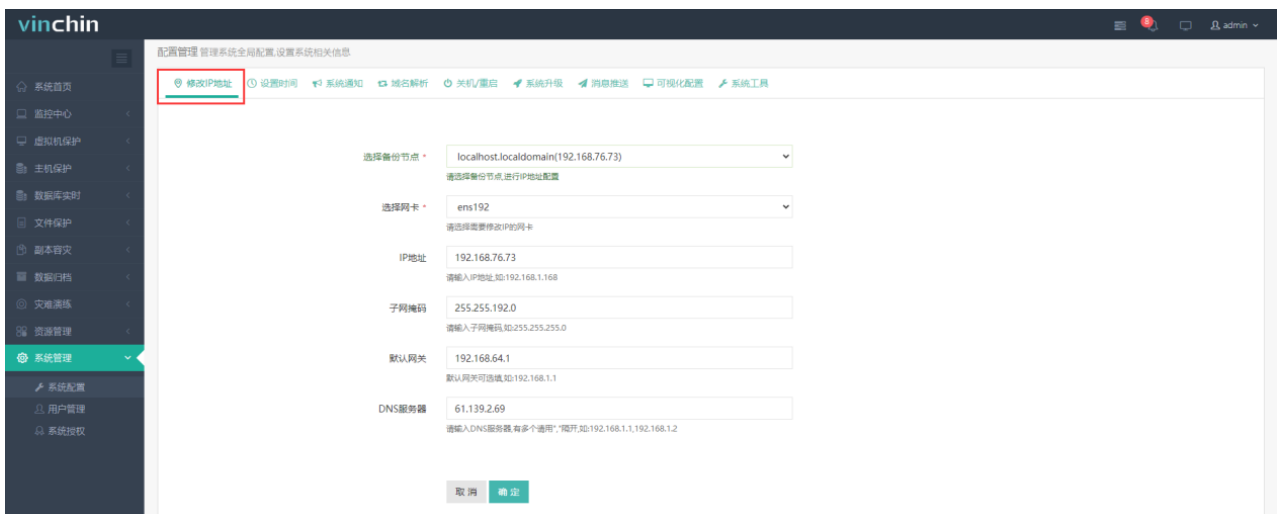 vinchin
8
admin
配置管理 管理系统全局配置,设置系统相关信息
修改IP地址 设置时间 系统通知 域名解析 关机/重启 系统升级 消息推送 可视化配置 系统工具
系统首页
监控中心
虚拟机保护
主机保护
数据库实时
文件保护
副本容灾
数据归档
灾难演练
资源管理
系统管理
系统配置
用户管理
系统授权
选择备份节点 * localhost.localdomain(192.168.76.73)
请选择备份节点,进行IP地址配置
选择网卡 * ens192
请选择需要修改IP的网卡
IP地址 192.168.76.73
请输入IP地址,如:192.168.1.168
子网掩码 255.255.192.0
请输入子网掩码,如:255.255.255.0
默认网关 192.168.64.1
默认网关可选填,如:192.168.1.1
DNS服务器 61.139.2.69
请输入DNS服务器,有多个请用","隔开,如:192.168.1.1,192.168.1.2
取消 确定